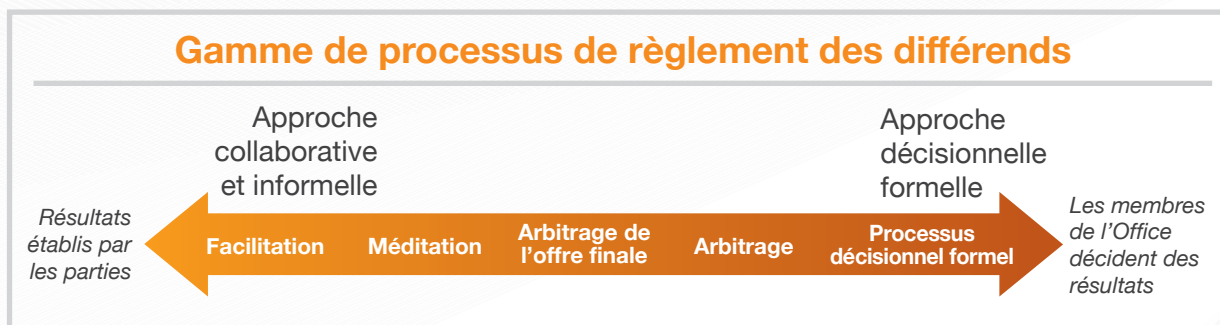 Gamme de processus de règlement des différends
Approche
collaborative
et informelle
Approche
décisionnelle
formelle
Résultats
établis par
les parties
Facilitation
Méditation
Arbitrage de
l'offre finale
Arbitrage
Processus
décisionnel formel
Les membres
de l'Office
décident des
résultats